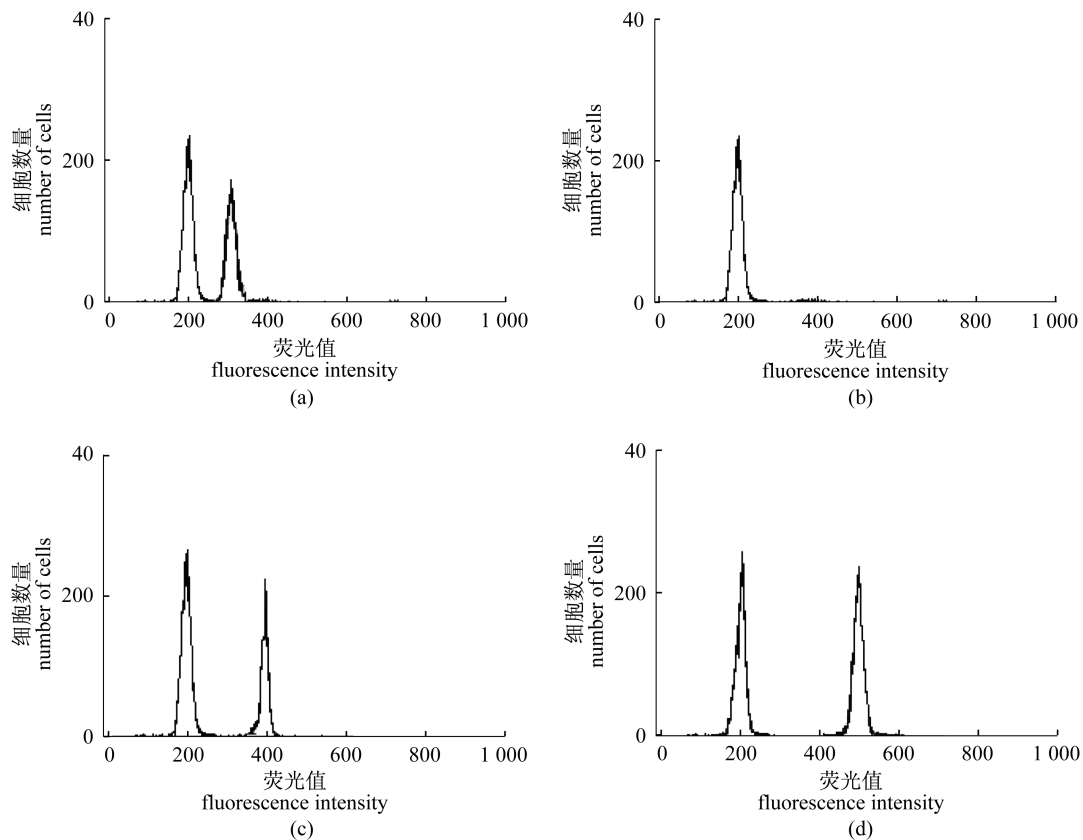 40
细胞数量
number of cells
200
0
0 200 400 600 800 1 000
荧光值
fluorescence intensity
(a)
40
细胞数量
number of cells
200
0
0 200 400 600 800 1 000
荧光值
fluorescence intensity
(b)
40
细胞数量
number of cells
200
0
0 200 400 600 800 1 000
荧光值
fluorescence intensity
(c)
40
细胞数量
number of cells
200
0
0 200 400 600 800 1 000
荧光值
fluorescence intensity
(d)